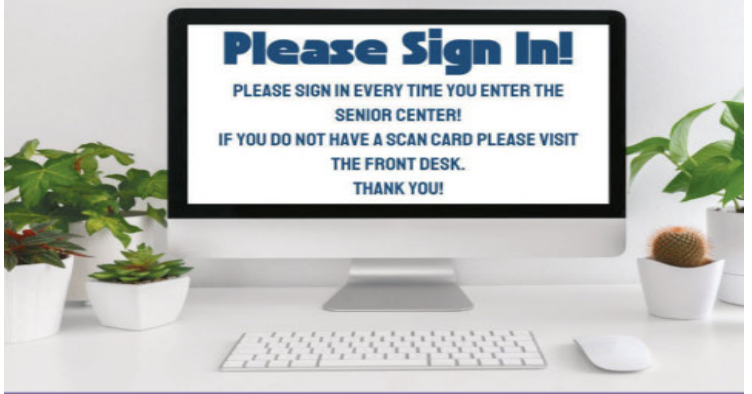 Please Sign In!
PLEASE SIGN IN EVERY TIME YOU ENTER THE
SENIOR CENTER!
IF YOU DO NOT HAVE A SCAN CARD PLEASE VISIT
THE FRONT DESK.
THANK YOU!